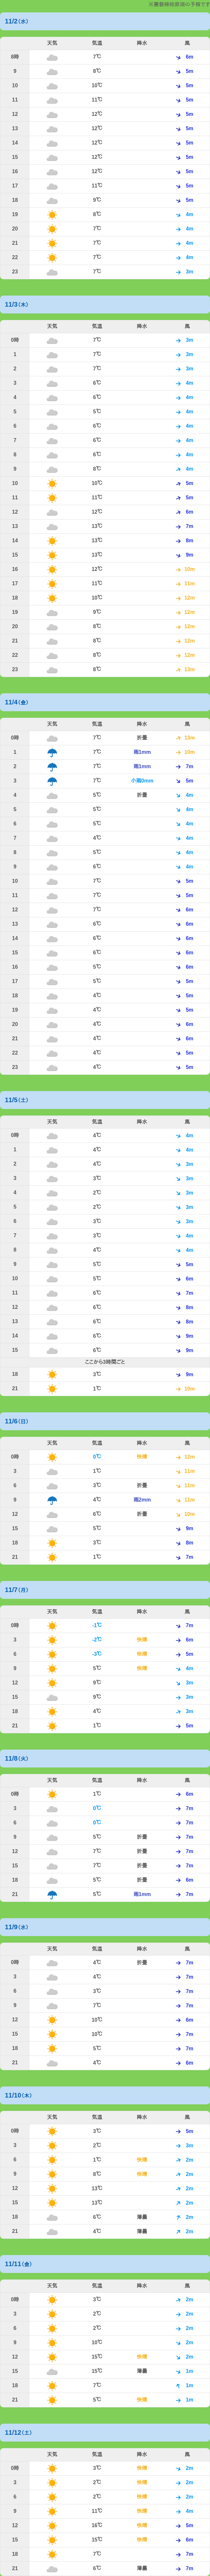 ※裏磐梯桧原湖の予報です
11/2(水)
天気 気温 降水 風
8時 7℃ 6m
9 8℃ 5m
10 10℃ 5m
11 11℃ 5m
12 12℃ 5m
13 12℃ 5m
14 12℃ 5m
15 12℃ 5m
16 12℃ 5m
17 11℃ 5m
18 9℃ 5m
19 8℃ 4m
20 7℃ 4m
21 7℃ 4m
22 7℃ 4m
23 7℃ 3m
11/3(木)
天気 気温 降水 風
0時 7℃ 3m
1 7℃ 3m
2 7℃ 3m
3 6℃ 4m
4 6℃ 4m
5 5℃ 4m
6 6℃ 4m
7 6℃ 4m
8 6℃ 4m
9 8℃ 4m
10 10℃ 5m
11 11℃ 5m
12 12℃ 6m
13 13℃ 7m
14 13℃ 8m
15 13℃ 9m
16 12℃ 10m
17 11℃ 11m
18 10℃ 12m
19 9℃ 12m
20 8℃ 12m
21 8℃ 12m
22 8℃ 11m
23 8℃ 13m
11/4(金)
天気 気温 降水 風
0時 7℃ 折曇 13m
1 7℃ 雨1mm 10m
2 7℃ 雨1mm 7m
3 7℃ 小雨0mm 5m
4 5℃ 折曇 4m
5 5℃ 4m
6 5℃ 4m
7 4℃ 4m
8 5℃ 4m
9 6℃ 4m
10 7℃ 5m
11 7℃ 5m
12 7℃ 6m
13 6℃ 6m
14 6℃ 6m
15 6℃ 6m
16 5℃ 6m
17 5℃ 5m
18 4℃ 5m
19 4℃ 5m
20 4℃ 6m
21 4℃ 6m
22 4℃ 5m
23 4℃ 5m
11/5(土)
天気 気温 降水 風
0時 4℃ 4m
1 4℃ 4m
2 4℃ 3m
3 3℃ 3m
4 2℃ 3m
5 2℃ 3m
6 3℃ 3m
7 3℃ 4m
8 4℃ 4m
9 5℃ 5m
10 5℃ 6m
11 6℃ 7m
12 6℃ 8m
13 6℃ 8m
14 6℃ 9m
15 6℃ 9m
ここから3時間ごと
18 3℃ 9m
21 1℃ 10m
11/6(日)
天気 気温 降水 風
0時 0℃ 快晴 12m
3 1℃ 11m
6 3℃ 折曇 11m
9 4℃ 雨2mm 11m
12 6℃ 折曇 10m
15 5℃ 9m
18 3℃ 8m
21 1℃ 7m
11/7(月)
天気 気温 降水 風
0時 -1℃ 7m
3 -2℃ 快晴 6m
6 -3℃ 快晴 5m
9 5℃ 快晴 4m
12 9℃ 3m
15 9℃ 3m
18 4℃ 3m
21 1℃ 5m
11/8(火)
天気 気温 降水 風
0時 1℃ 6m
3 0℃ 7m
6 0℃ 7m
9 5℃ 折曇 7m
12 7℃ 折曇 7m
15 7℃ 折曇 7m
18 5℃ 折曇 6m
21 5℃ 雨1mm 7m
11/9(水)
天気 気温 降水 風
0時 4℃ 折曇 7m
3 4℃ 7m
6 3℃ 7m
9 7℃ 7m
12 10℃ 6m
15 10℃ 7m
18 5℃ 7m
21 4℃ 6m
11/10(木)
天気 気温 降水 風
0時 3℃ 5m
3 2℃ 3m
6 1℃ 快晴 2m
9 8℃ 快晴 2m
12 13℃ 2m
15 13℃ 2m
18 6℃ 薄曇 2m
21 4℃ 薄曇 2m
11/11(金)
天気 気温 降水 風
0時 3℃ 2m
3 2℃ 2m
6 2℃ 2m
9 10℃ 2m
12 15℃ 快晴 2m
15 15℃ 薄曇 1m
18 7℃ 1m
21 5℃ 快晴 1m
11/12(土)
天気 気温 降水 風
0時 3℃ 快晴 2m
3 2℃ 快晴 2m
6 2℃ 快晴 2m
9 11℃ 快晴 4m
12 16℃ 快晴 5m
15 15℃ 快晴 6m
18 7℃ 7m
21 6℃ 薄曇 7m